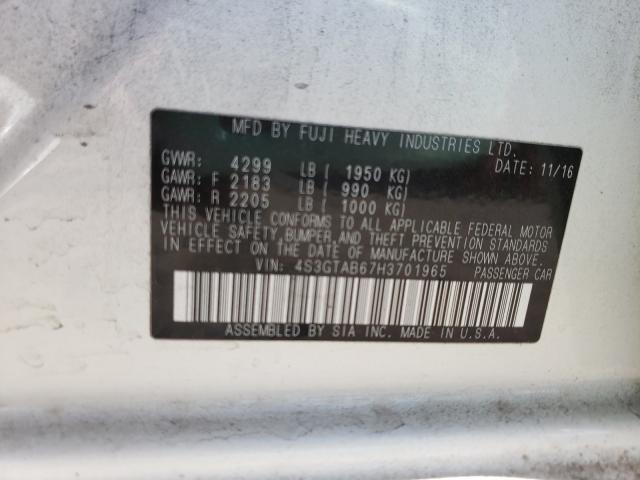 MFD BY FUJI HEAVY INDUSTRIES LTD.
DATE: 11/16
GVWR: 4299 LB ( 1950 KG)
GAWR: F 2183 LB ( 990 KG)
GAWR: R 2205 LB ( 1000 KG)
THIS VEHICLE CONFORMS TO ALL APPLICABLE FEDERAL MOTOR
VEHICLE SAFETY, BUMPER, AND THEFT PREVENTION STANDARDS
IN EFFECT ON THE DATE OF MANUFACTURE SHOWN ABOVE.
VIN: 4S3GTAB67H3701965 PASSENGER CAR
ASSEMBLED BY SIA INC. MADE IN U.S.A.